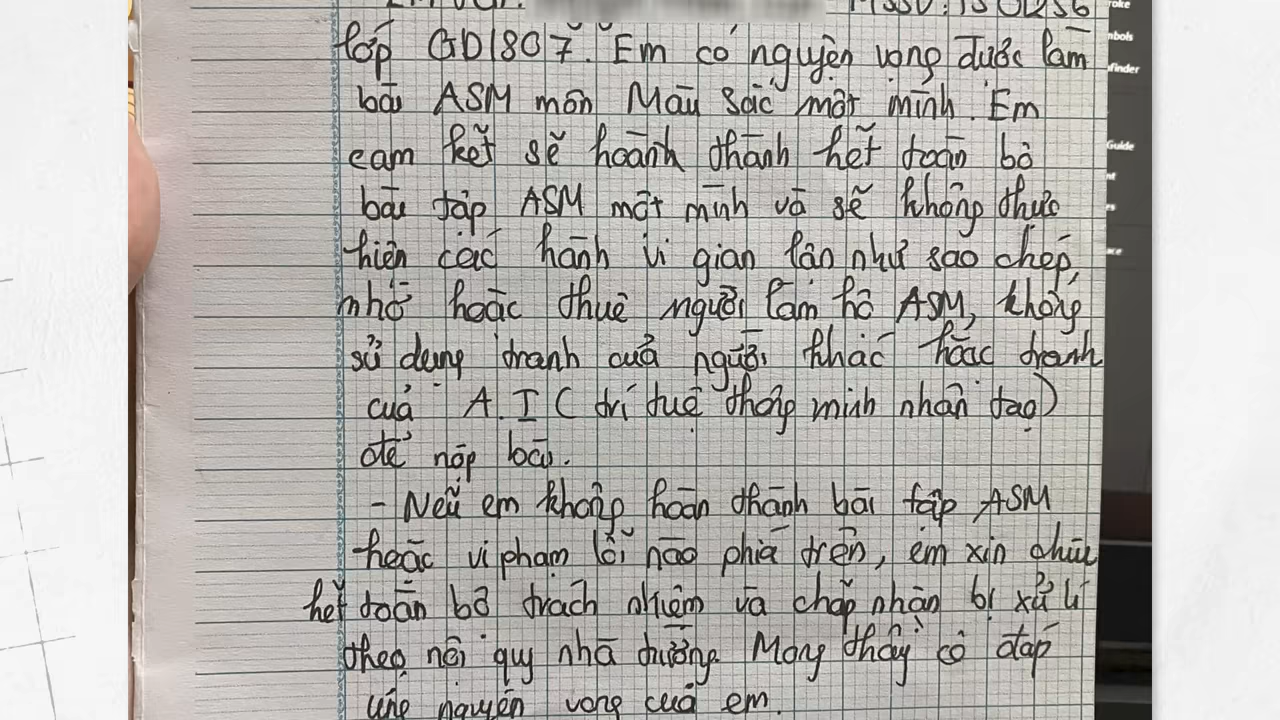 lớp GD1807. Em có nguyện vọng được làm
bài ASM môn Màu sắc một mình. Em
cam kết sẽ hoành thành hết toàn bộ
bài tập ASM một mình và sẽ không thực
hiện các hành vi gian lận như sao chép,
nhờ hoặc thuê người làm hộ ASM, không
sử dụng tranh của người khác hoặc tranh
của A.I ( trí tuệ thông minh nhân tạo)
để nộp bài.
- Nếu em không hoàn thành bài tập ASM
hoặc vi phạm lỗi nào phía trên, em xin chịu
hết toàn bộ trách nhiệm và chấp nhận bị xử lí
theo nội quy nhà trường. Mong thầy cô đáp
ứng nguyện vọng của em.
roke
mbols
finder
Guide